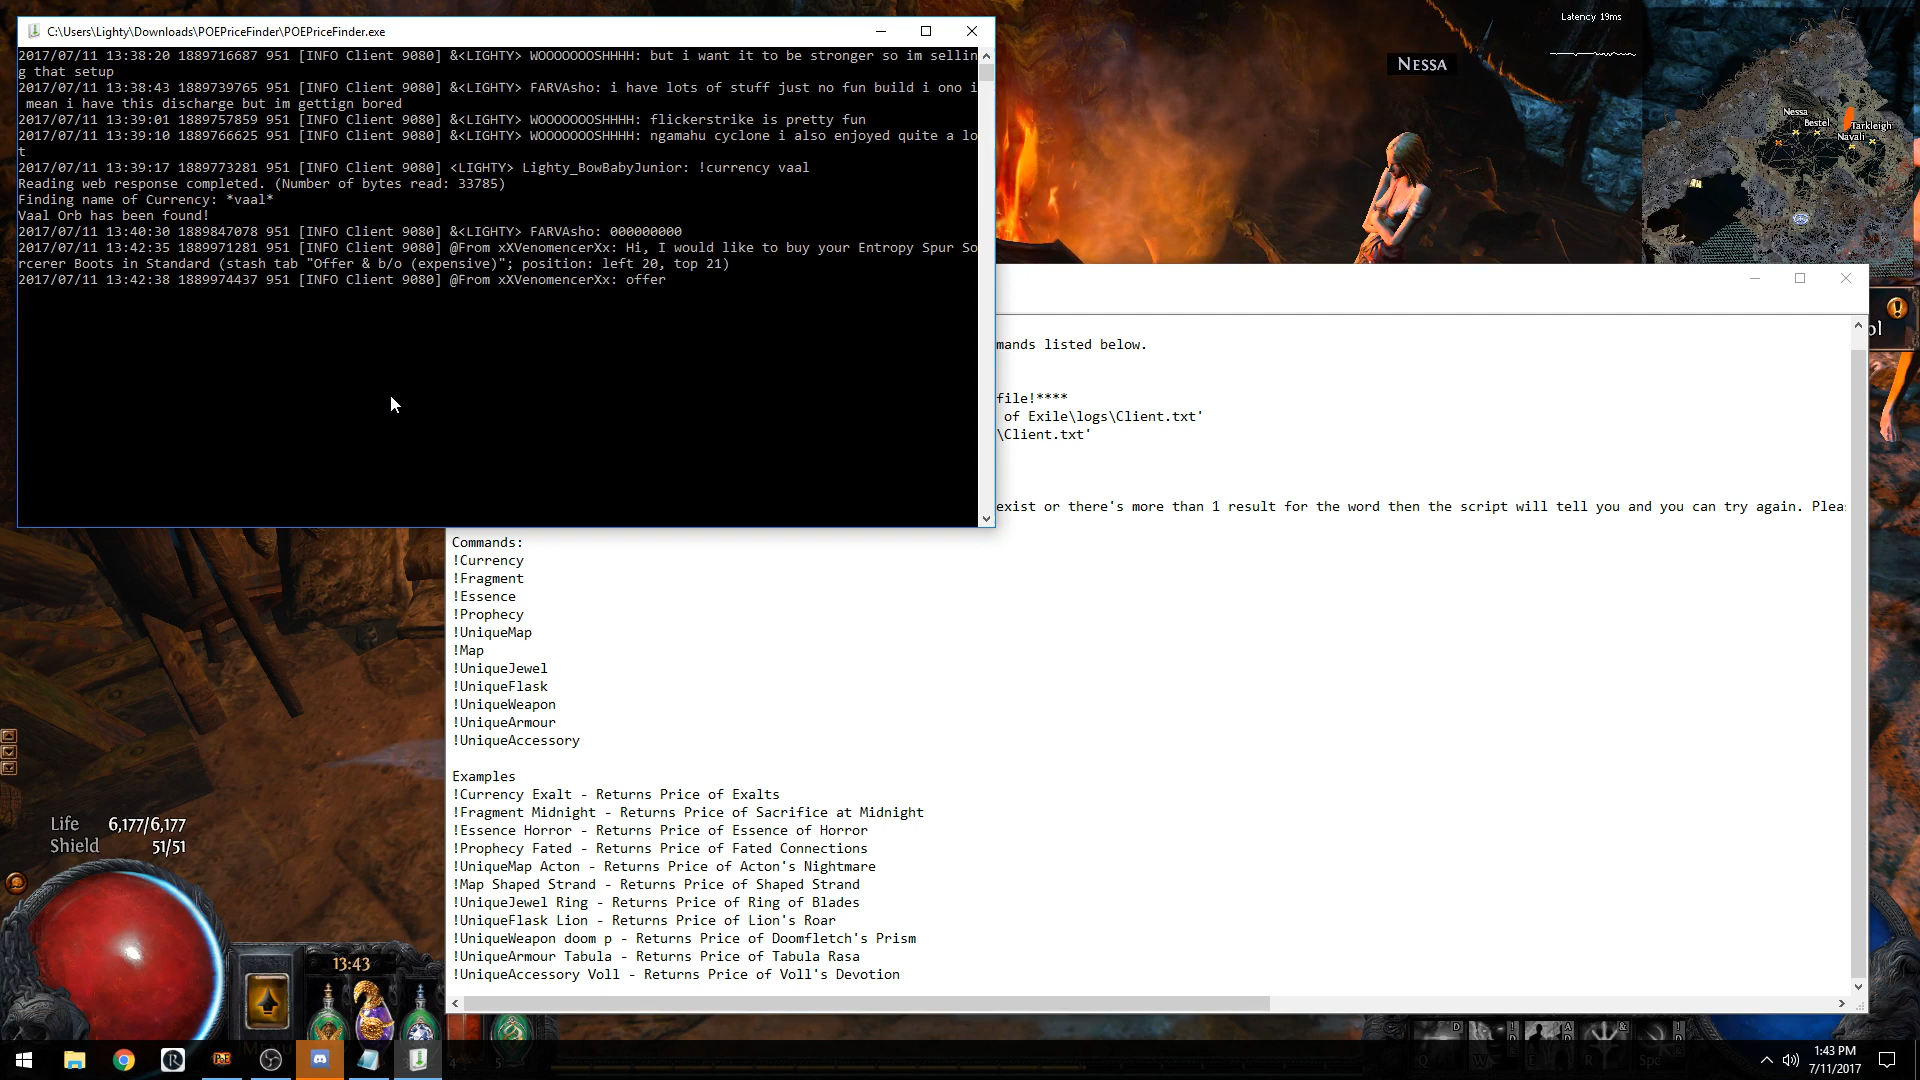 C:\Users\Lighty\Downloads\POEPriceFinder\POEPriceFinder.exe
2017/07/11 13:38:20 1889716687 951 [INFO Client 9080] &<LIGHTY> WOOOOOOOSHHHH: but i want it to be stronger so im sellin
g that setup
2017/07/11 13:38:43 1889739765 951 [INFO Client 9080] &<LIGHTY> FARVAsho: i have lots of stuff just no fun build i ono i
 mean i have this discharge but im gettign bored
2017/07/11 13:39:01 1889757859 951 [INFO Client 9080] &<LIGHTY> WOOOOOOOSHHHH: flickerstrike is pretty fun
2017/07/11 13:39:10 1889766625 951 [INFO Client 9080] &<LIGHTY> WOOOOOOOSHHHH: ngamahu cyclone i also enjoyed quite a lo
t
2017/07/11 13:39:17 1889773281 951 [INFO Client 9080] <LIGHTY> Lighty_BowBabyJunior: !currency vaal
Reading web response completed. (Number of bytes read: 33785)
Finding name of Currency: *vaal*
Vaal Orb has been found!
2017/07/11 13:40:30 1889847078 951 [INFO Client 9080] &<LIGHTY> FARVAsho: 000000000
2017/07/11 13:42:35 1889971281 951 [INFO Client 9080] @From xXVenomencerXx: Hi, I would like to buy your Entropy Spur So
rcerer Boots in Standard (stash tab "Offer & b/o (expensive)"; position: left 20, top 21)
2017/07/11 13:42:38 1889974437 951 [INFO Client 9080] @From xXVenomencerXx: offer
Latency 19ms
NESSA
Nessa
Bestel
Tarkleigh
Navali
mands listed below.
file!****
of Exile\logs\Client.txt'
\Client.txt'
exist or there's more than 1 result for the word then the script will tell you and you can try again. Plea
Commands:
!Currency
!Fragment
!Essence
!Prophecy
!UniqueMap
!Map
!UniqueJewel
!UniqueFlask
!UniqueWeapon
!UniqueArmour
!UniqueAccessory
Examples
!Currency Exalt - Returns Price of Exalts
!Fragment Midnight - Returns Price of Sacrifice at Midnight
!Essence Horror - Returns Price of Essence of Horror
!Prophecy Fated - Returns Price of Fated Connections
!UniqueMap Acton - Returns Price of Acton's Nightmare
!Map Shaped Strand - Returns Price of Shaped Strand
!UniqueJewel Ring - Returns Price of Ring of Blades
!UniqueFlask Lion - Returns Price of Lion's Roar
!UniqueWeapon doom p - Returns Price of Doomfletch's Prism
!UniqueArmour Tabula - Returns Price of Tabula Rasa
!UniqueAccessory Voll - Returns Price of Voll's Devotion
Life 6,177/6,177
Shield 51/51
13:43
1:43 PM
7/11/2017